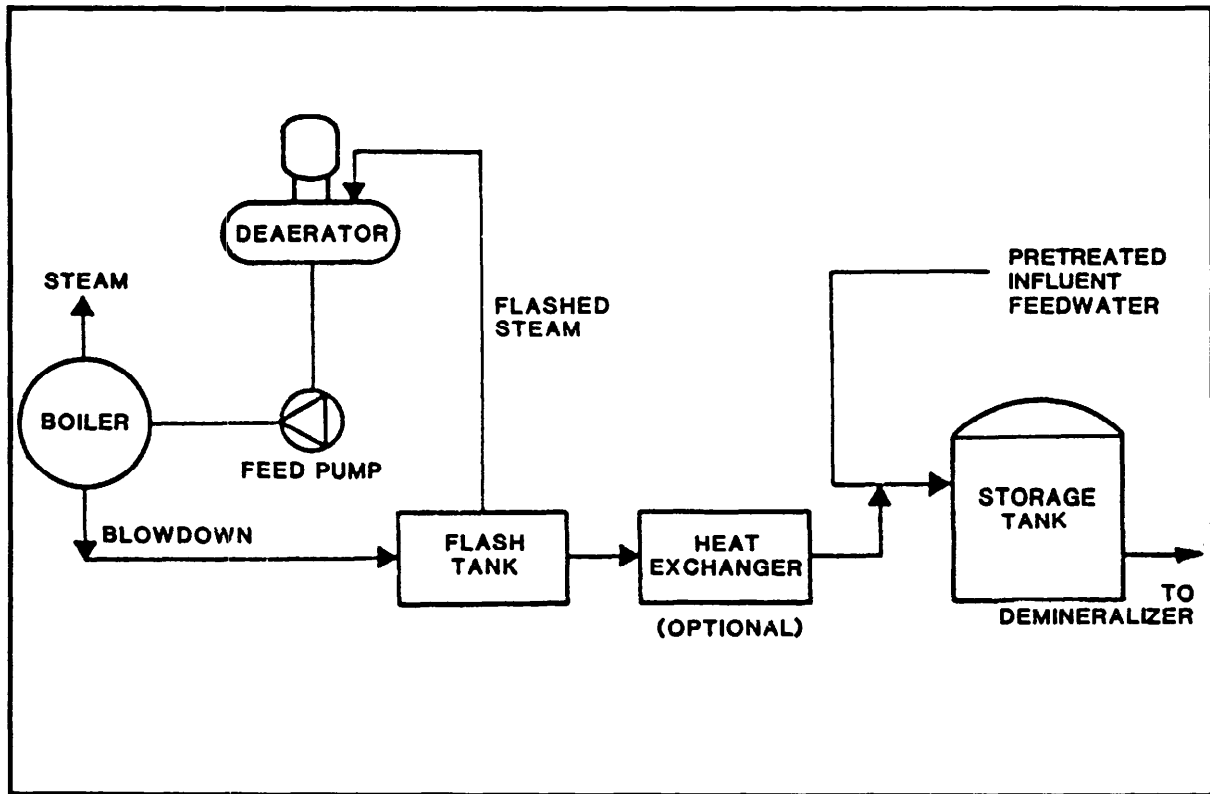 DEAERATOR
STEAM
FLASHED
STEAM
PRETREATED
INFLUENT
FEEDWATER
BOILER
FEED PUMP
BLOWDOWN
FLASH
TANK
HEAT
EXCHANGER
(OPTIONAL)
STORAGE
TANK
TO
DEMINERALIZER